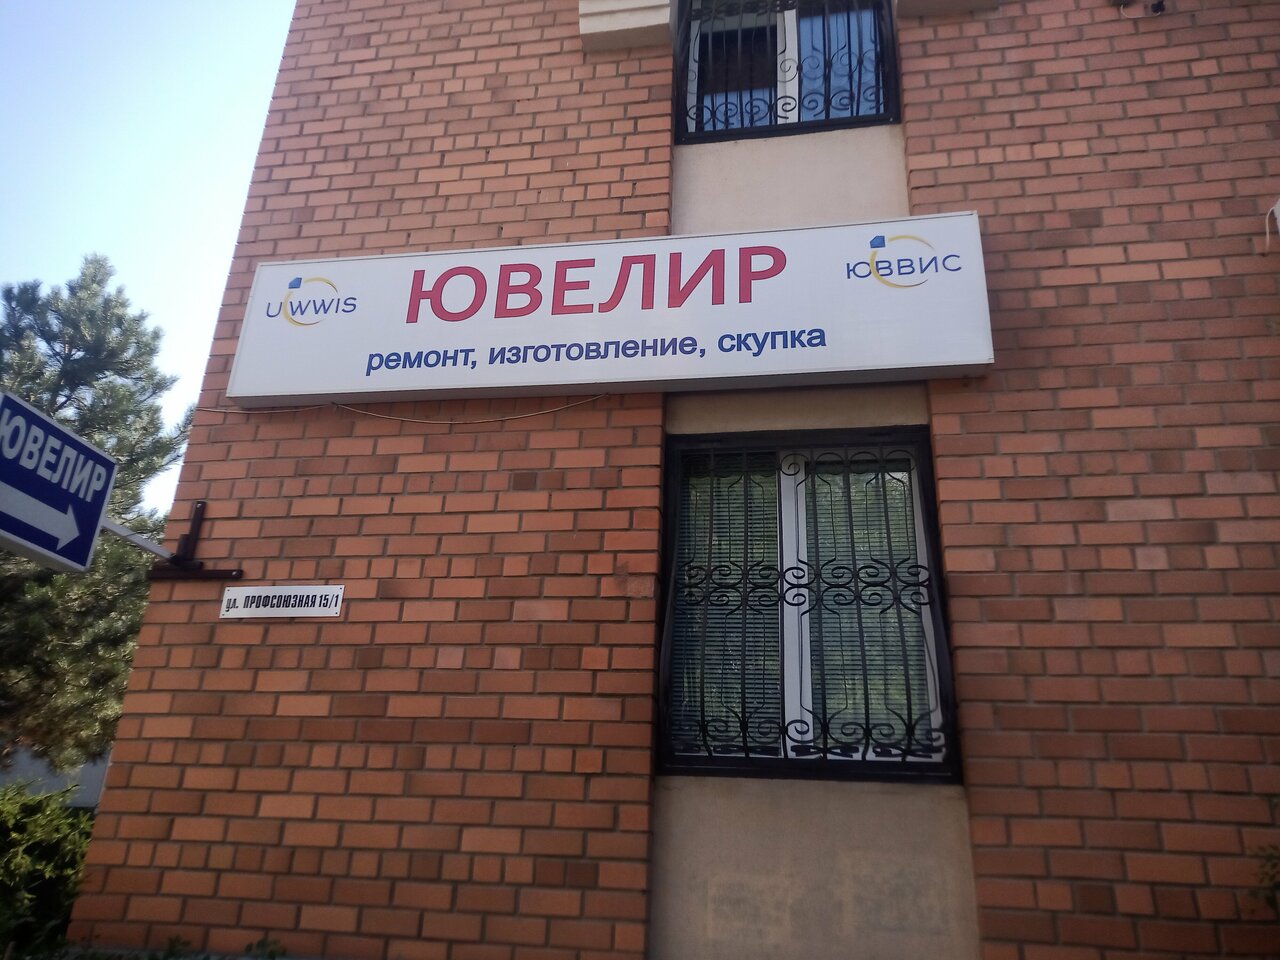 UWWIS
ЮВЕЛИР
ЮВВИС
ремонт, изготовление, скупка
ЮВЕЛИР
ул. ПРОФСОЮЗНАЯ 15/1